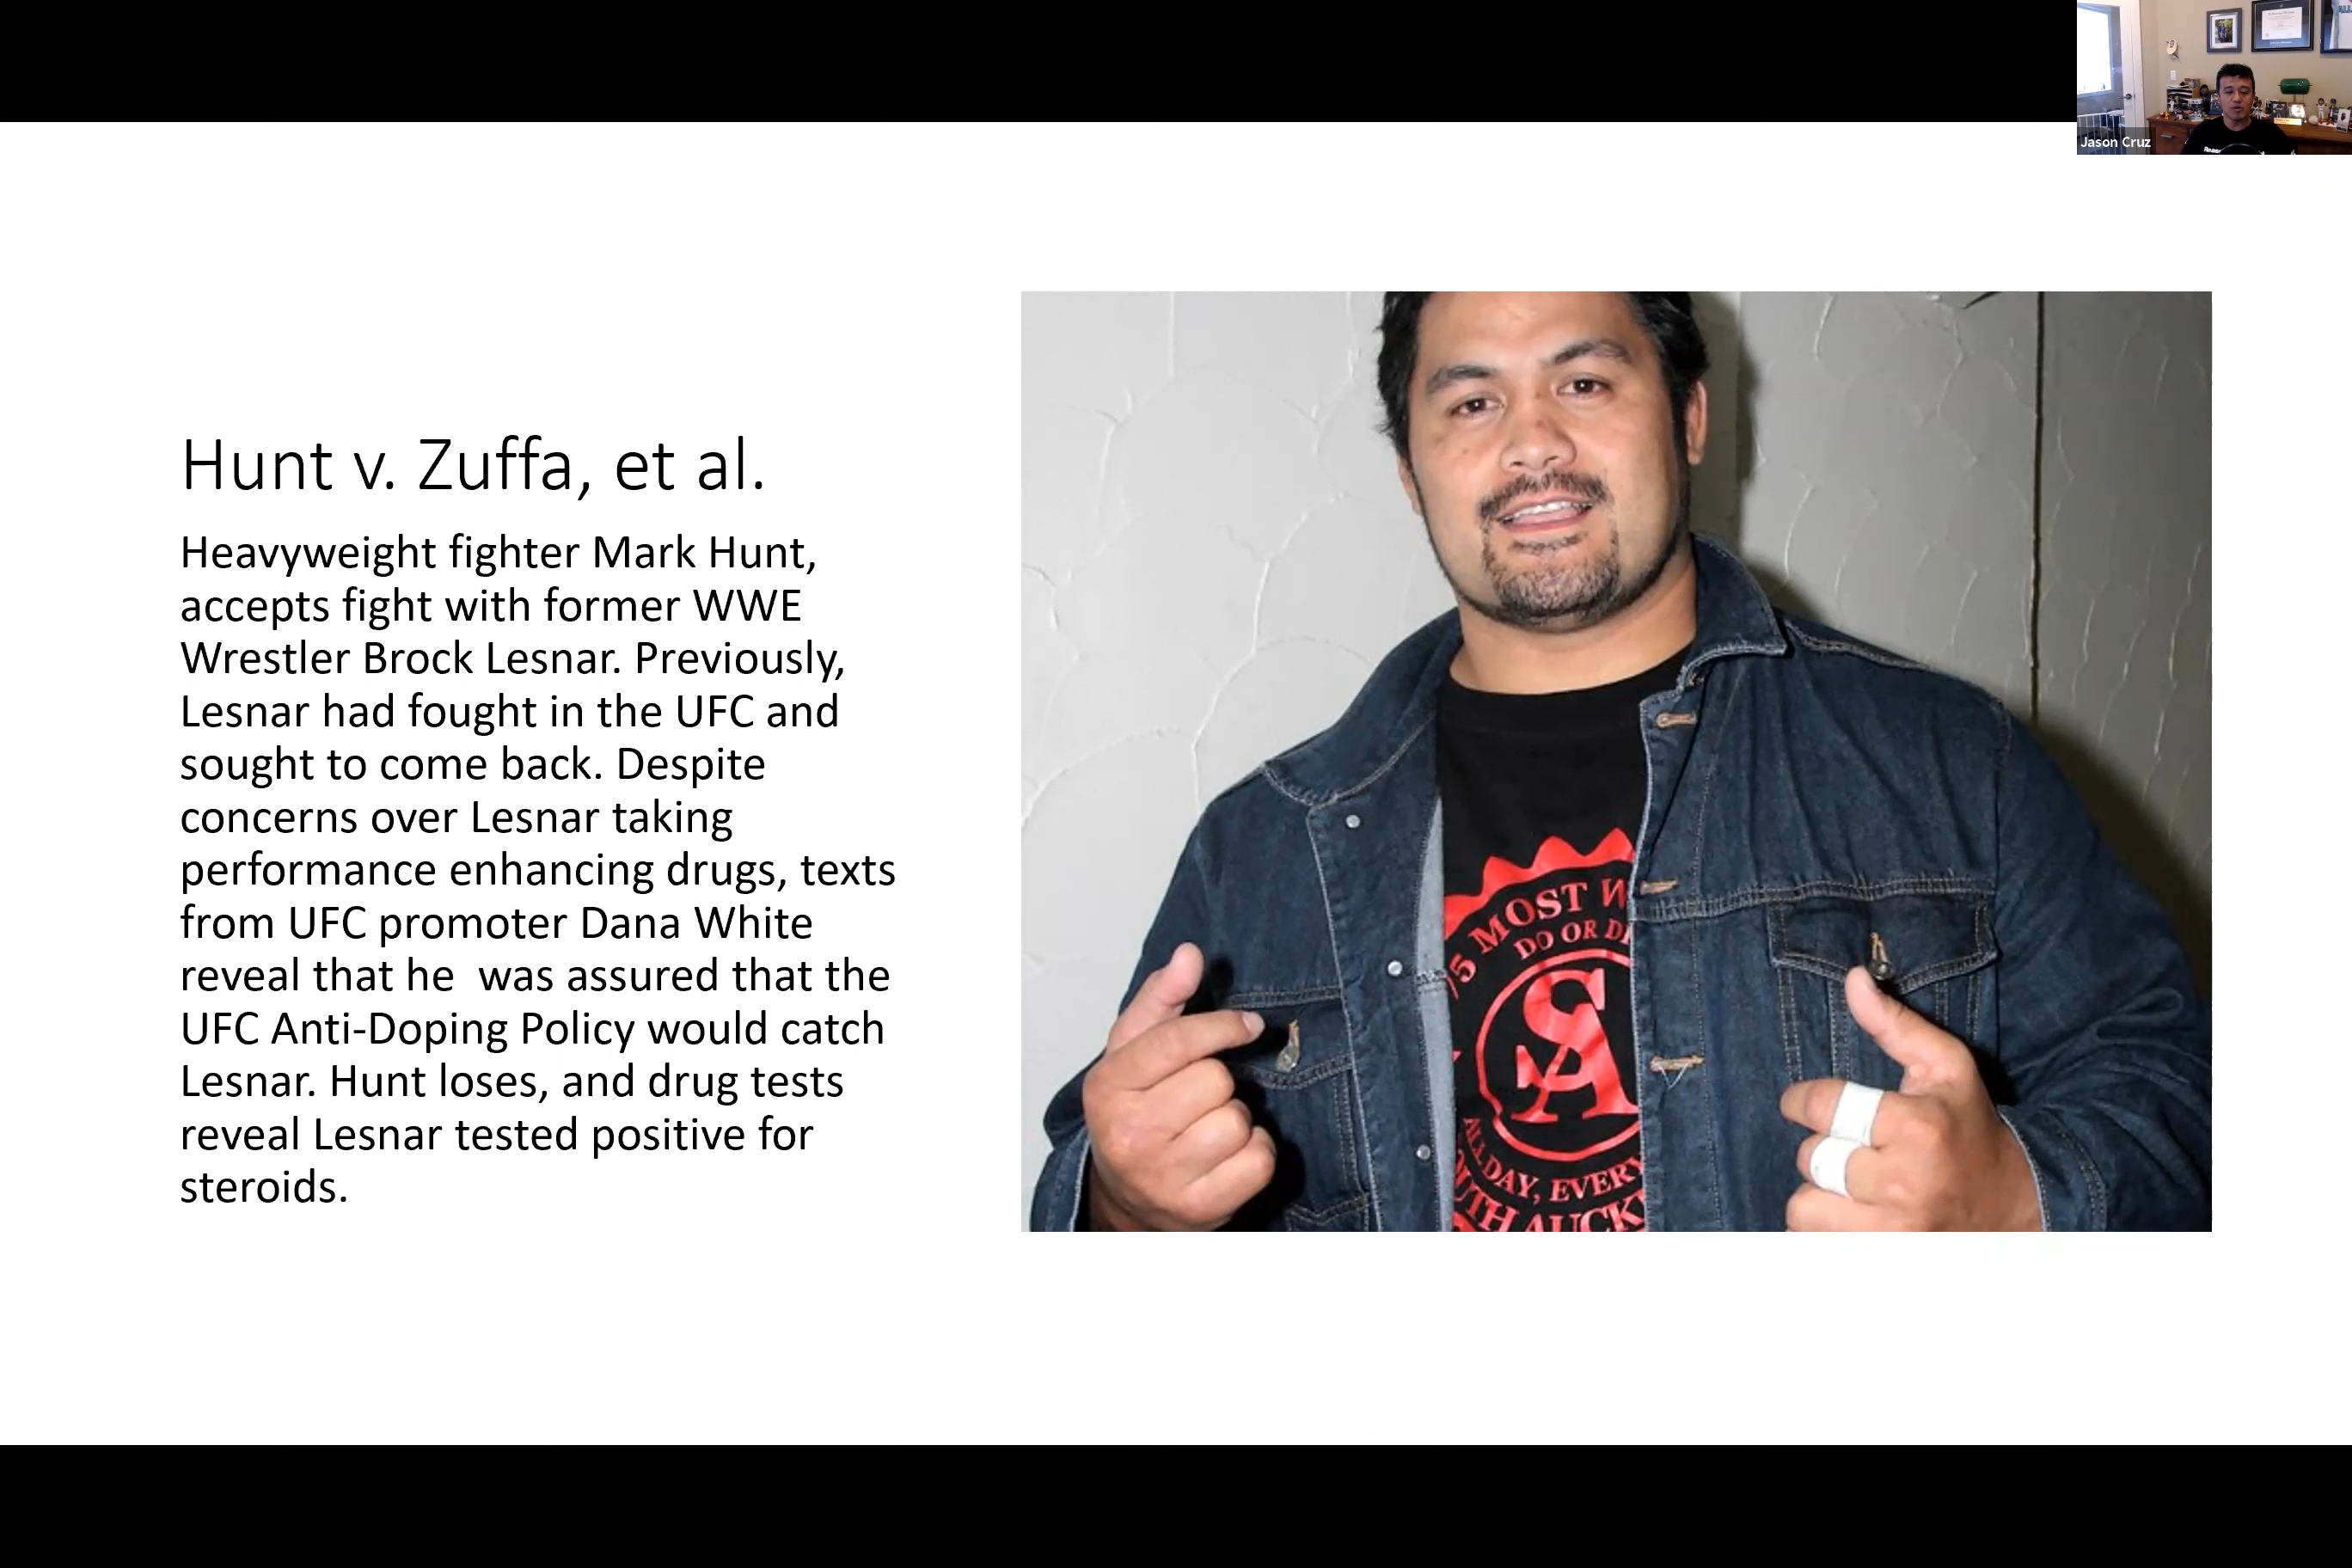 Jason Cruz
Hunt v. Zuffa, et al.
Heavyweight fighter Mark Hunt,
accepts fight with former WWE
Wrestler Brock Lesnar. Previously,
Lesnar had fought in the UFC and
sought to come back. Despite
concerns over Lesnar taking
performance enhancing drugs, texts
from UFC promoter Dana White
reveal that he  was assured that the
UFC Anti-Doping Policy would catch
Lesnar. Hunt loses, and drug tests
reveal Lesnar tested positive for
steroids.
MOST
DO OR
SA
ALL DAY, EVERY